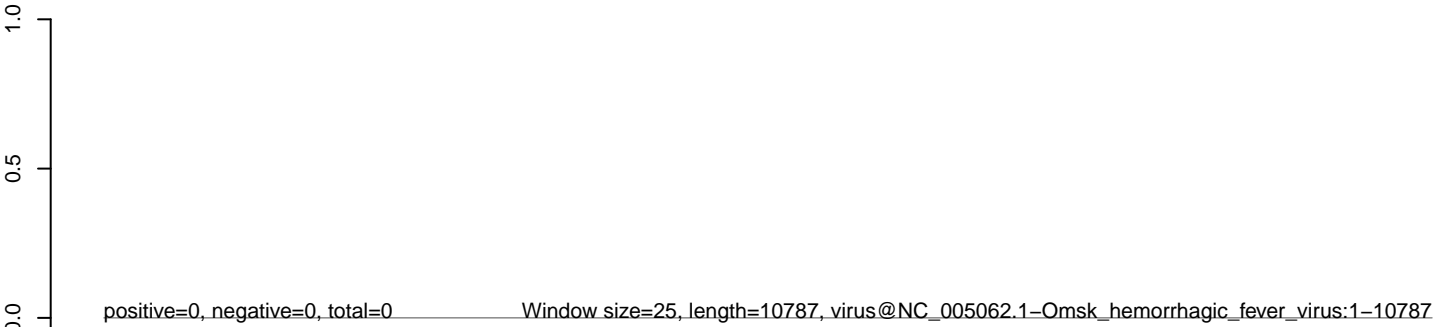 1.0
0.5
0.0
positive=0, negative=0, total=0
Window size=25, length=10787, virus@NC_005062.1−Omsk_hemorrhagic_fever_virus:1−10787